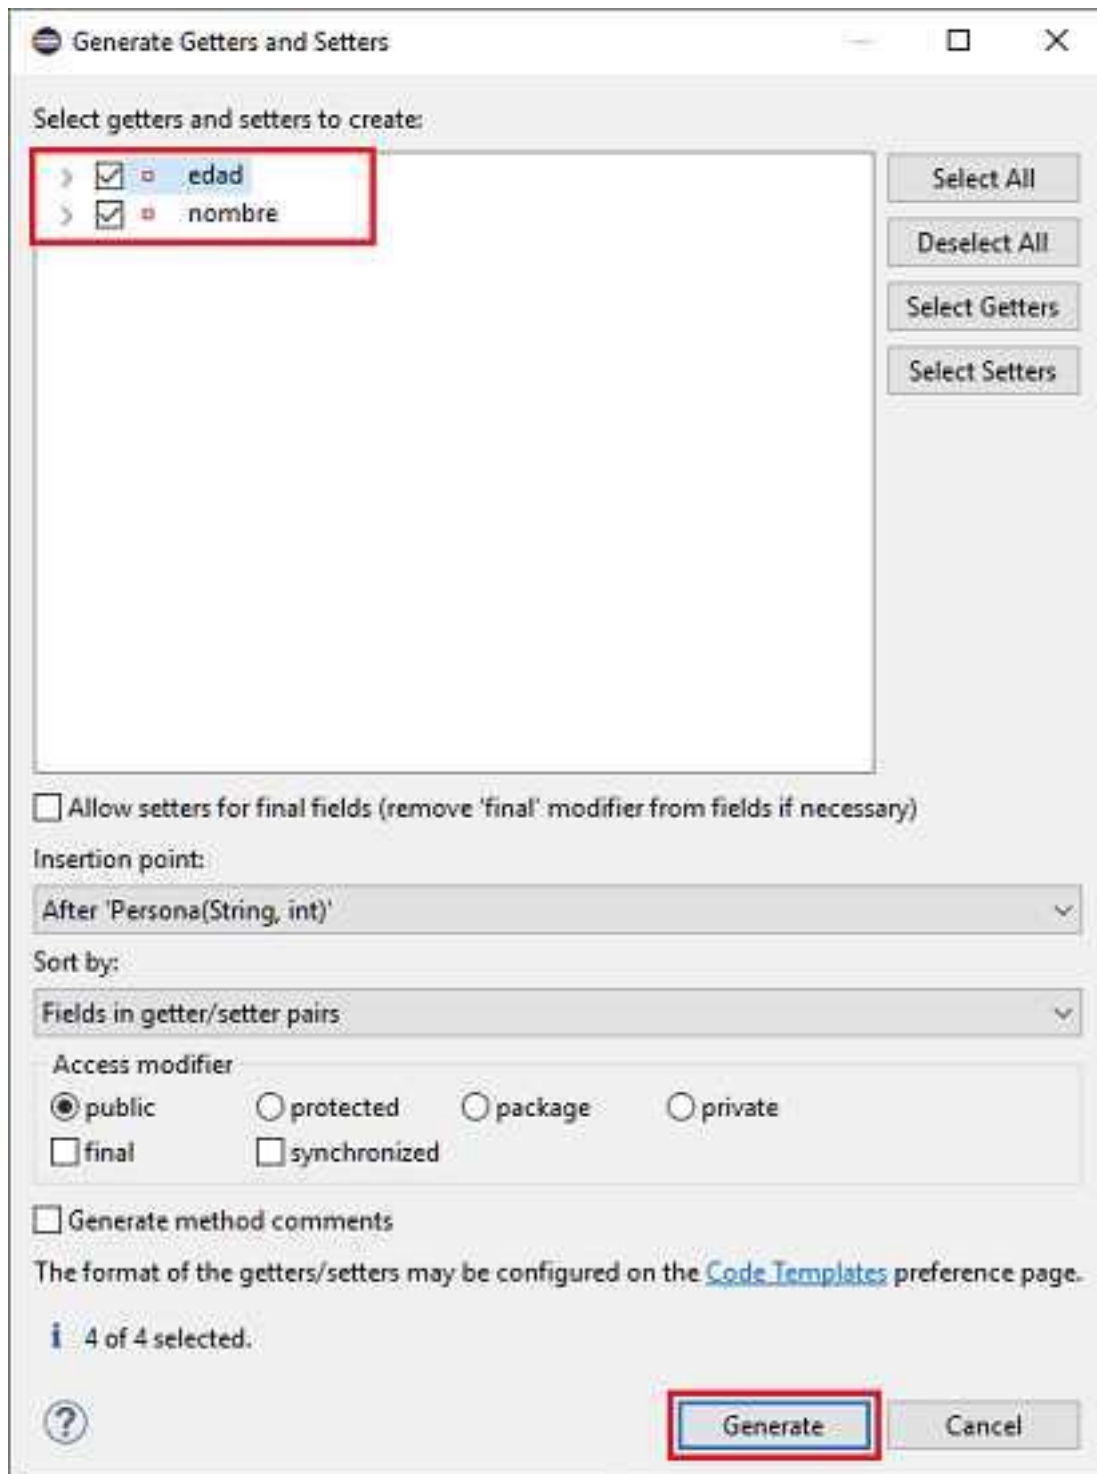 Generate Getters and Setters
Select getters and setters to create:
edad
nombre
Select All
Deselect All
Select Getters
Select Setters
Allow setters for final fields (remove 'final' modifier from fields if necessary)
Insertion point:
After 'Persona(String, int)'
Sort by:
Fields in getter/setter pairs
Access modifier
public protected package private
final synchronized
Generate method comments
The format of the getters/setters may be configured on the Code Templates preference page.
i 4 of 4 selected.
? Generate Cancel